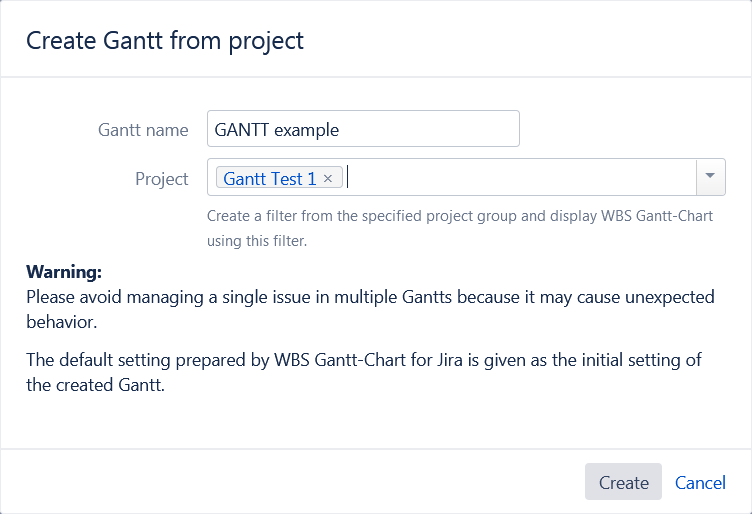 Create Gantt from project
Gantt name
GANTT example
Project
Gantt Test 1 ×
Create a filter from the specified project group and display WBS Gantt-Chart
using this filter.
Warning:
Please avoid managing a single issue in multiple Gantts because it may cause unexpected
behavior.
The default setting prepared by WBS Gantt-Chart for Jira is given as the initial setting of
the created Gantt.
Create
Cancel